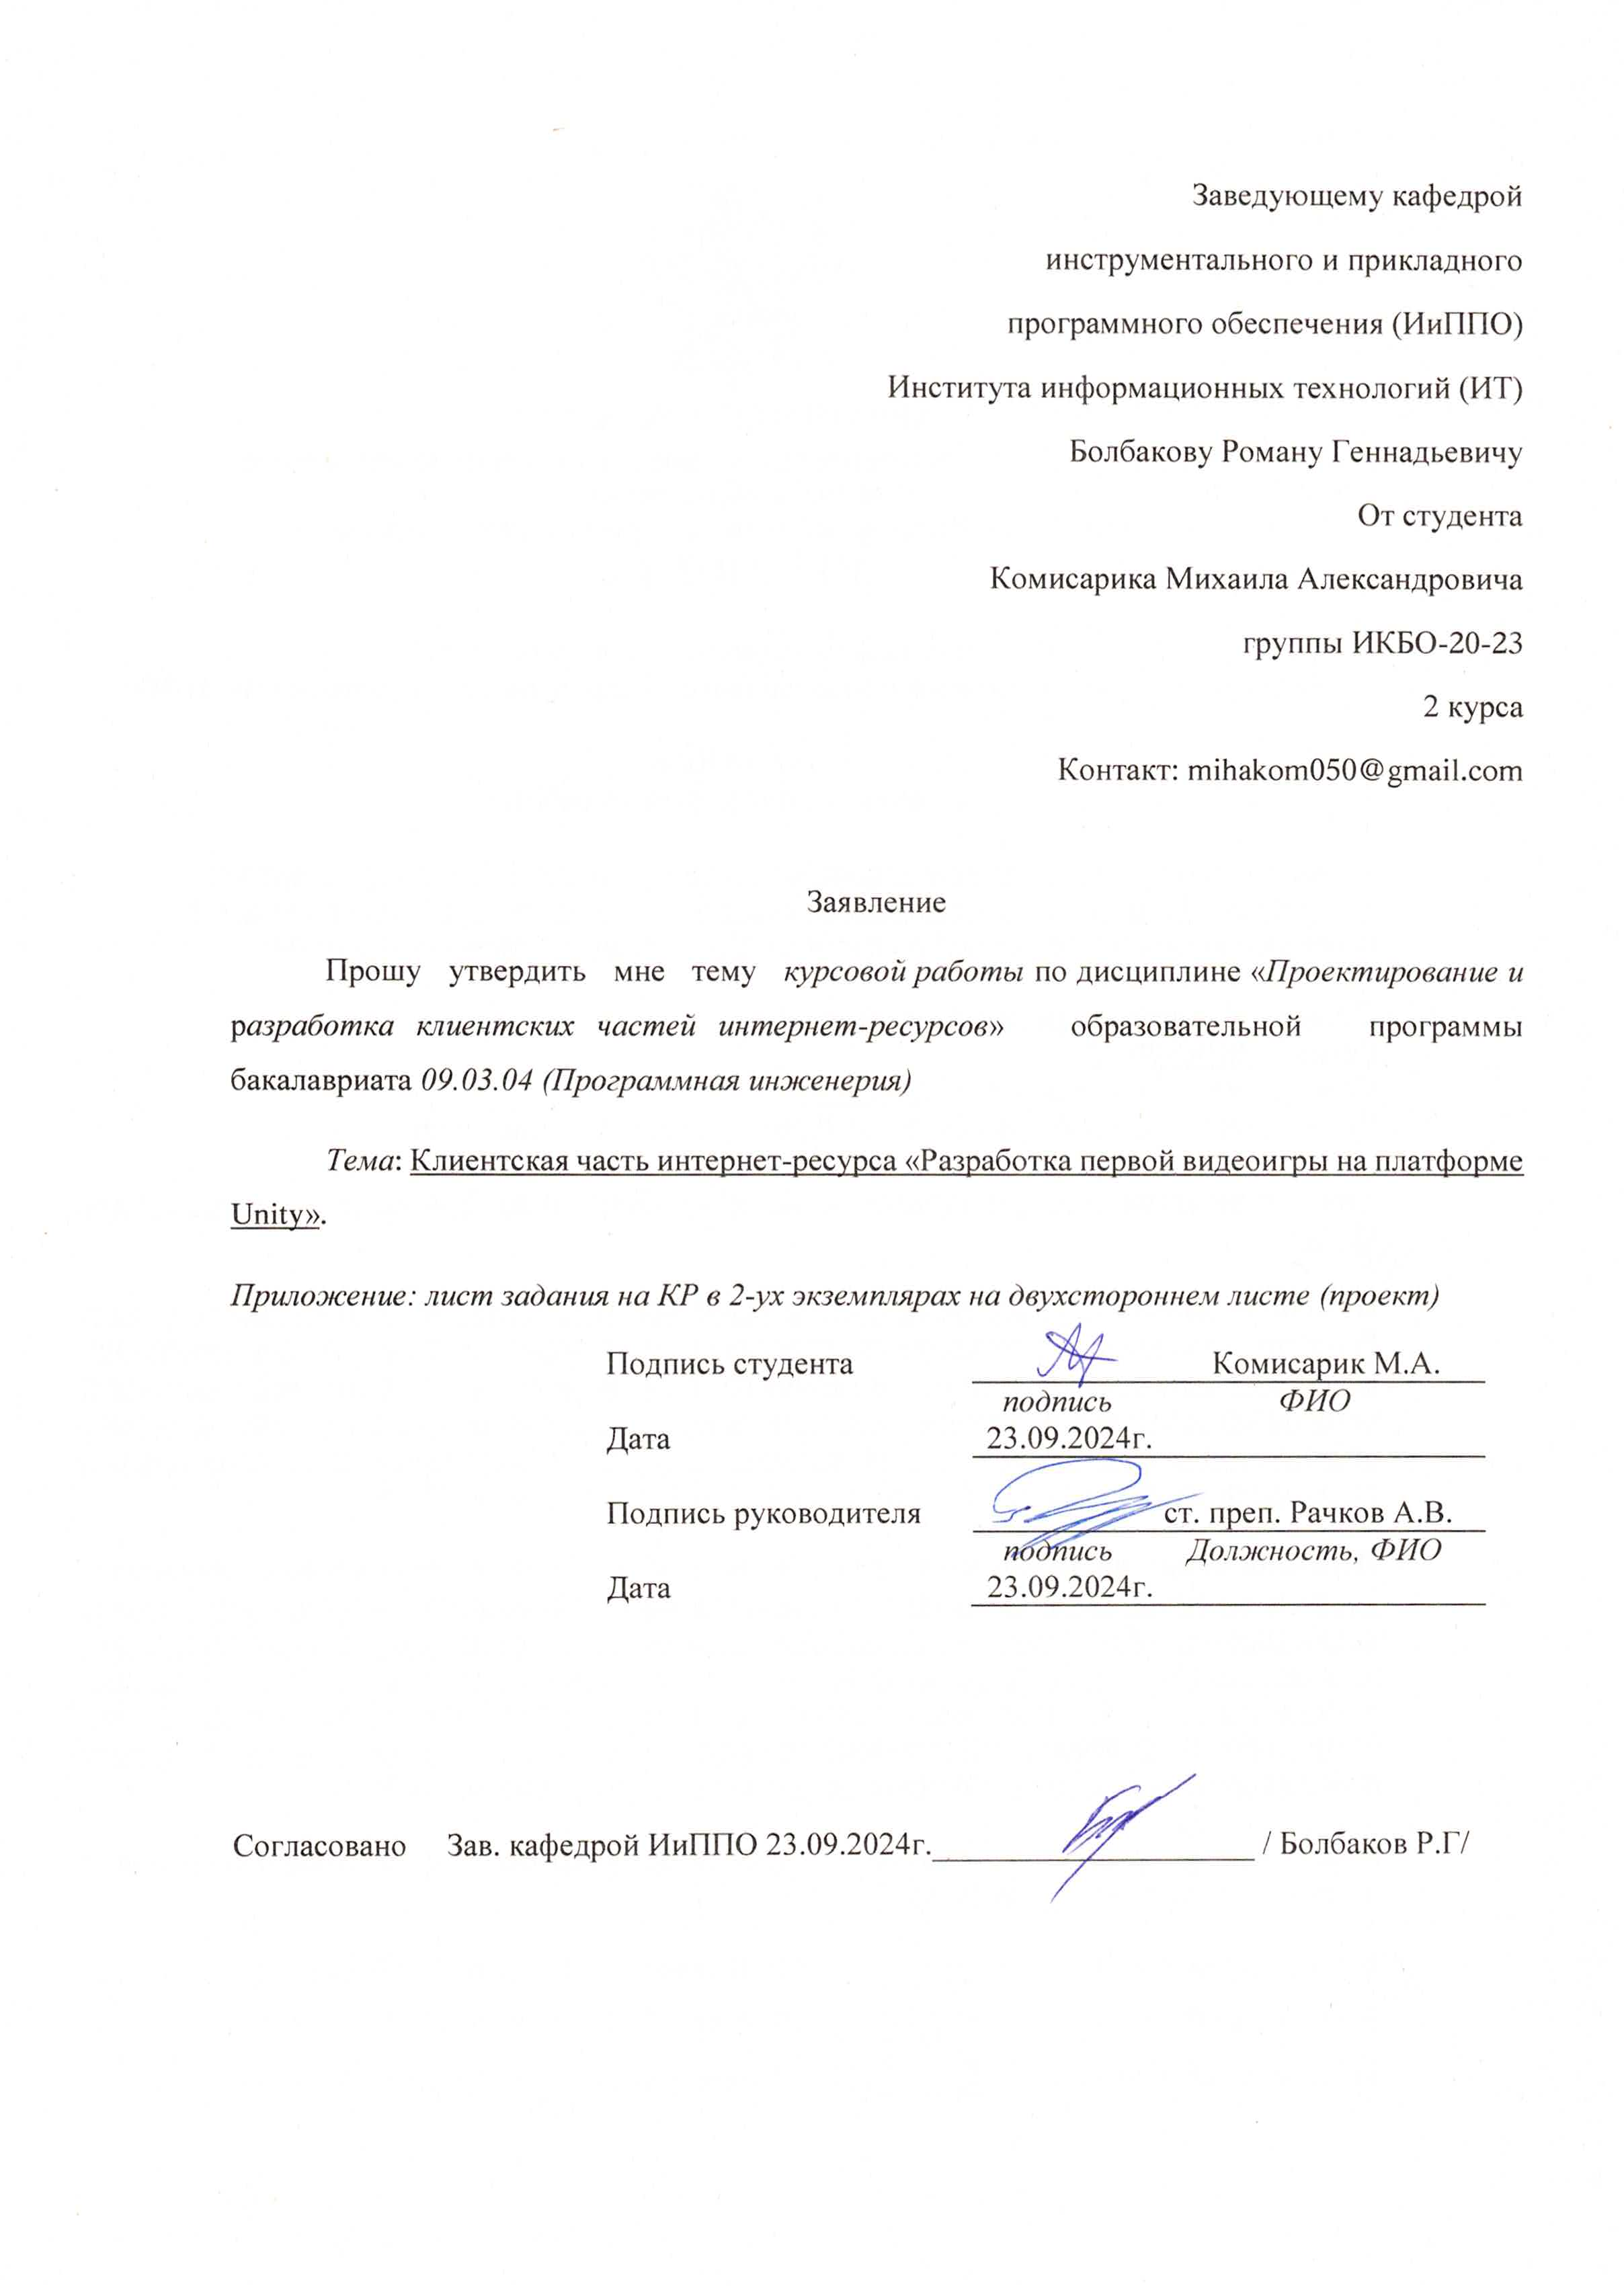 Заведующему кафедрой
инструментального и прикладного
программного обеспечения (ИиППО)
Института информационных технологий (ИТ)
Болбакову Роману Геннадьевичу
От студента
Комисарика Михаила Александровича
группы ИКБО-20-23
2 курса
Контакт: mihakom050@gmail.com
Заявление
Прошу утвердить мне тему курсовой работы по дисциплине «Проектирование и
разработка клиентских частей интернет-ресурсов» образовательной программы
бакалавриата 09.03.04 (Программная инженерия)
Тема: Клиентская часть интернет-ресурса «Разработка первой видеоигры на платформе
Unity».
Приложение: лист задания на КР в 2-ух экземплярах на двухстороннем листе (проект)
Подпись студента Комисарик М.А.
подпись ФИО
Дата 23.09.2024г.
Подпись руководителя ст. преп. Рачков А.В.
подпись Должность, ФИО
Дата 23.09.2024г.
Согласовано Зав. кафедрой ИиППО 23.09.2024г. / Болбаков Р.Г/